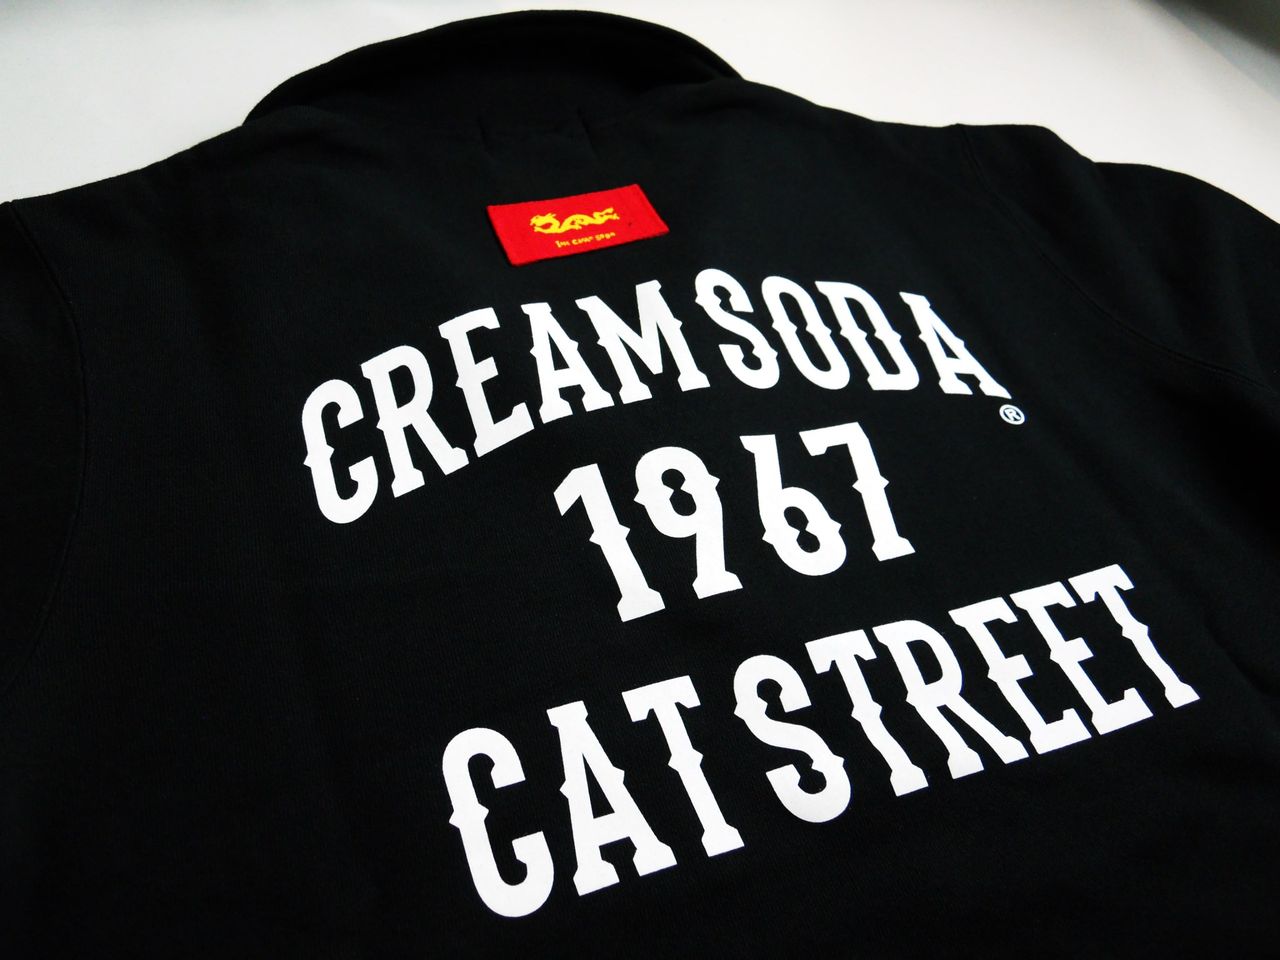 CREAM SODA
®
1967
CAT STREET